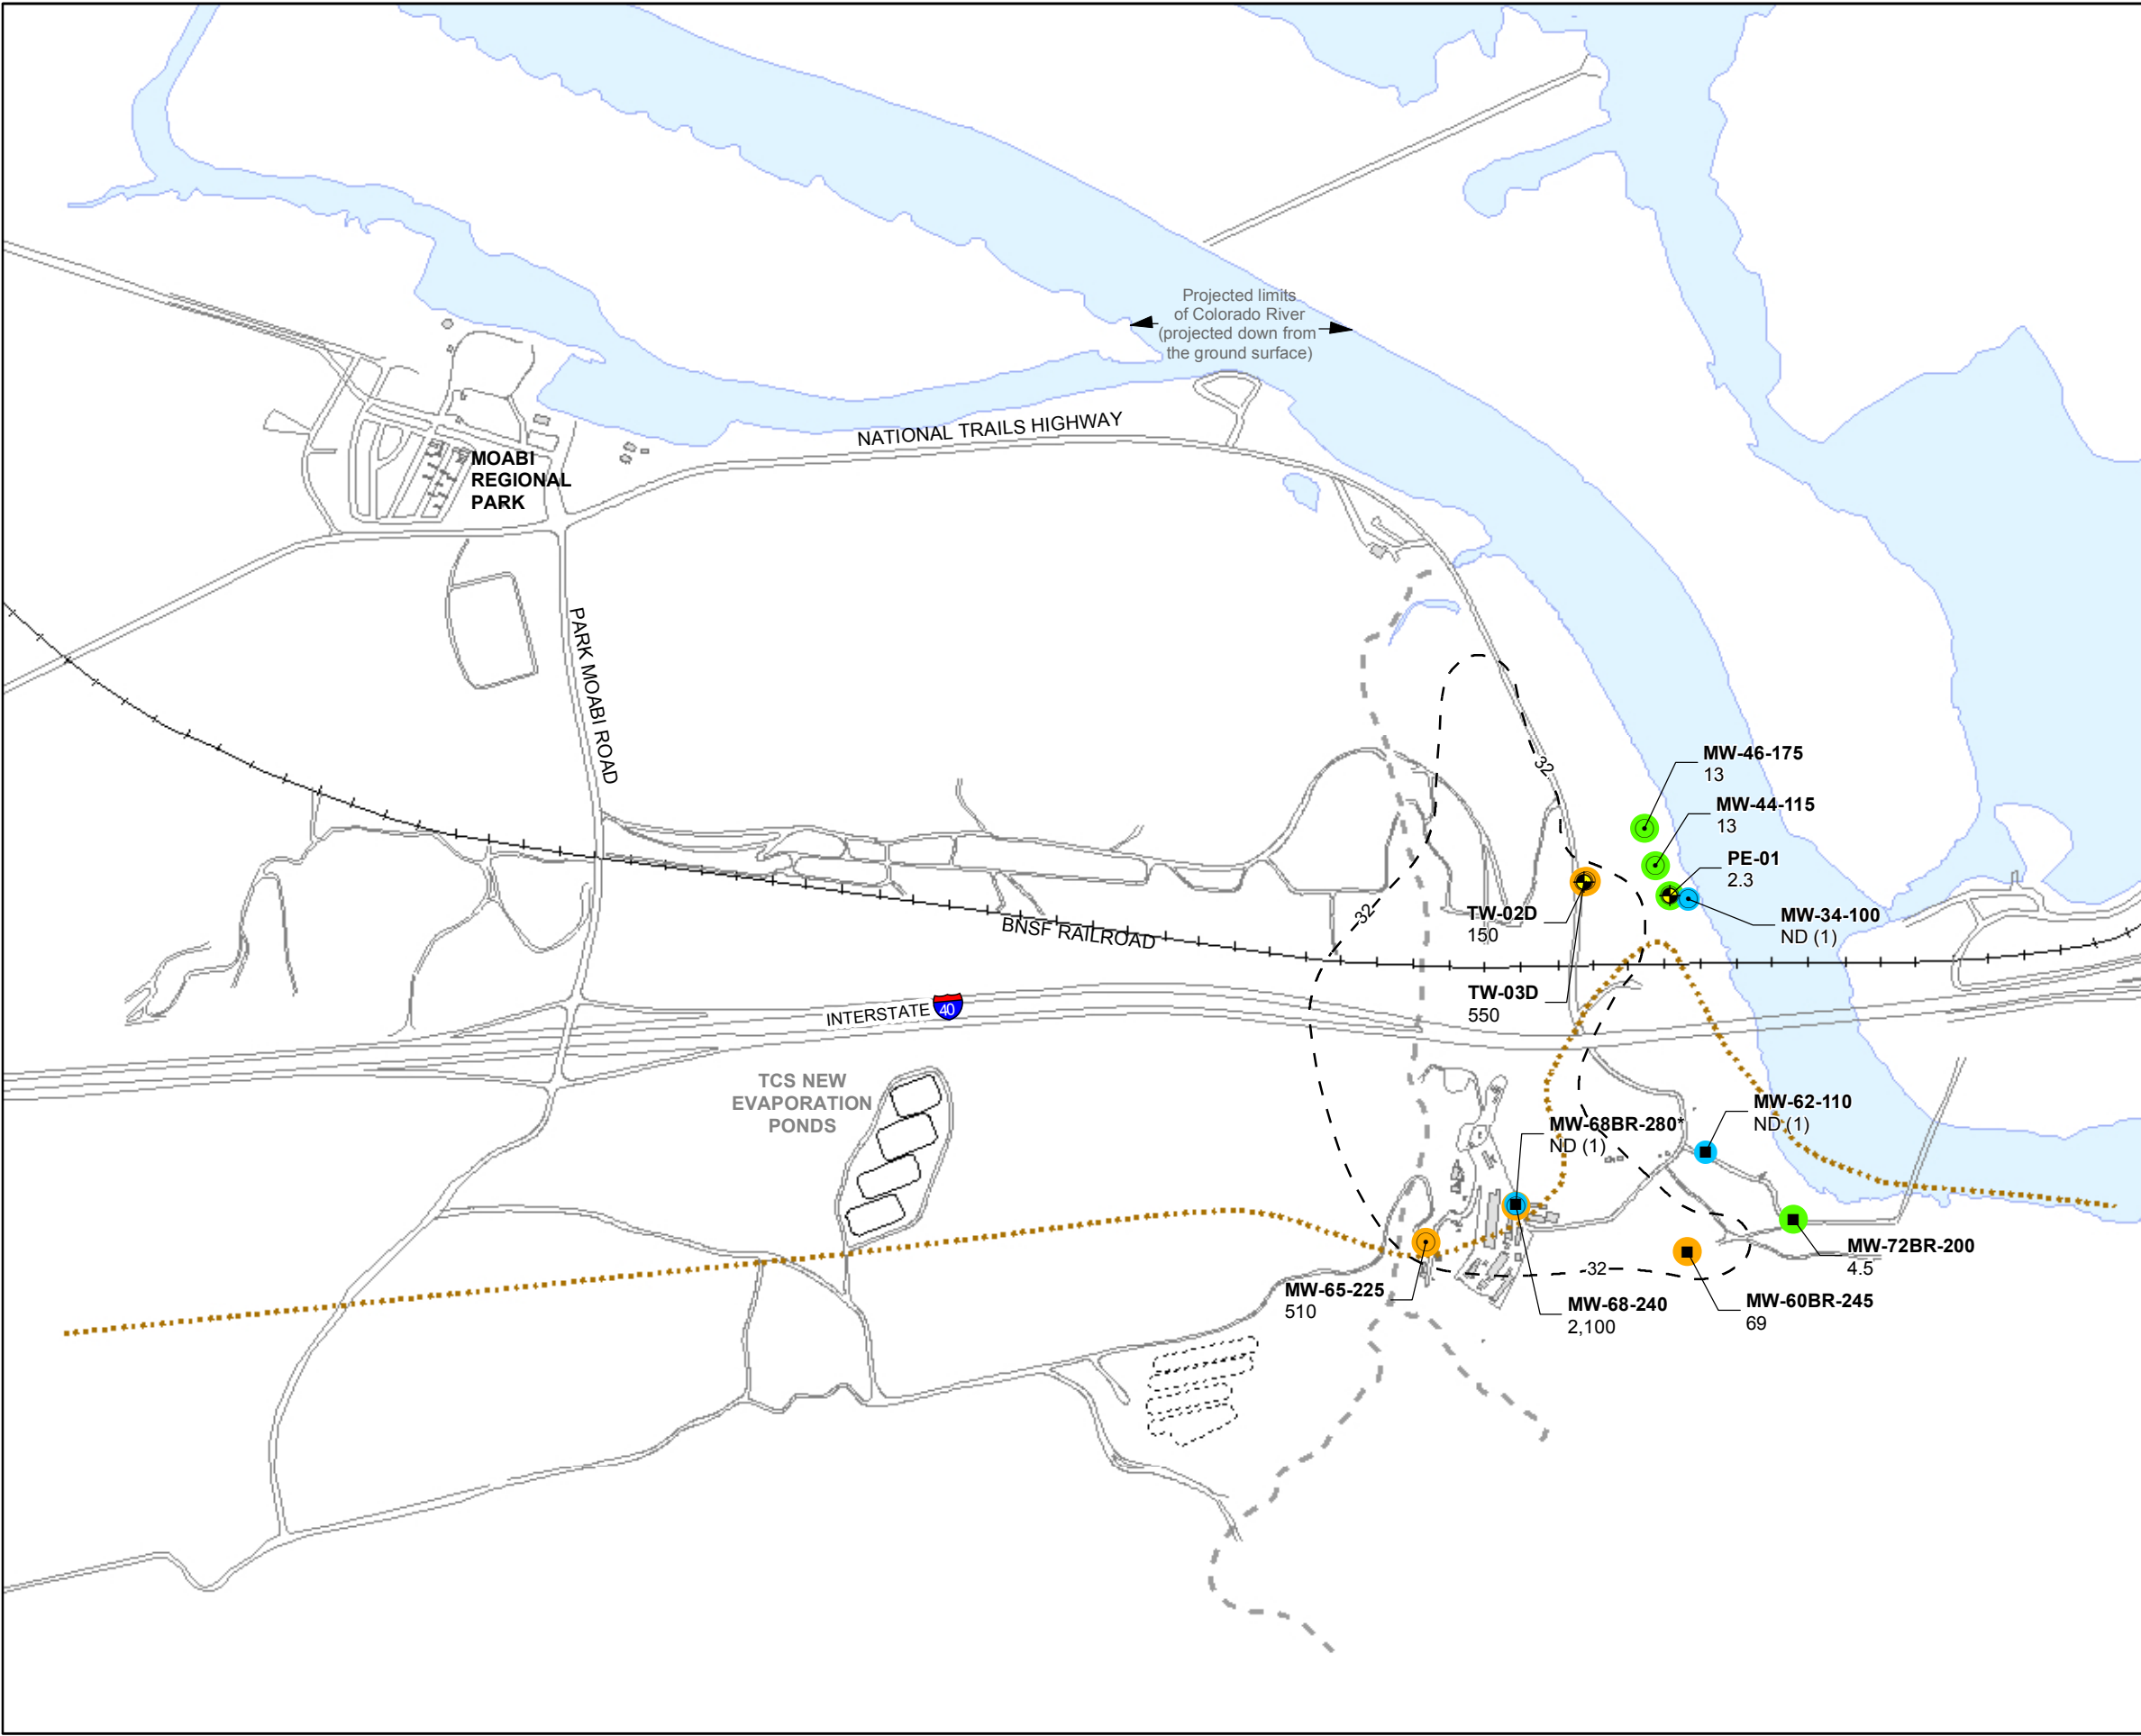 Projected limits
of Colorado River
(projected down from
the ground surface)
NATIONAL TRAILS HIGHWAY
MOABI
REGIONAL
PARK
PARK MOABI ROAD
32
MW-46-175
13
MW-44-115
13
PE-01
2.3
MW-34-100
ND (1)
TW-02D
150
32
BNSF RAILROAD
TW-03D
550
INTERSTATE 40
TCS NEW
EVAPORATION
PONDS
MW-62-110
ND (1)
MW-68BR-280*
ND (1)
MW-72BR-200
4.5
32
MW-65-225
510
MW-68-240
2,100
MW-60BR-245
69